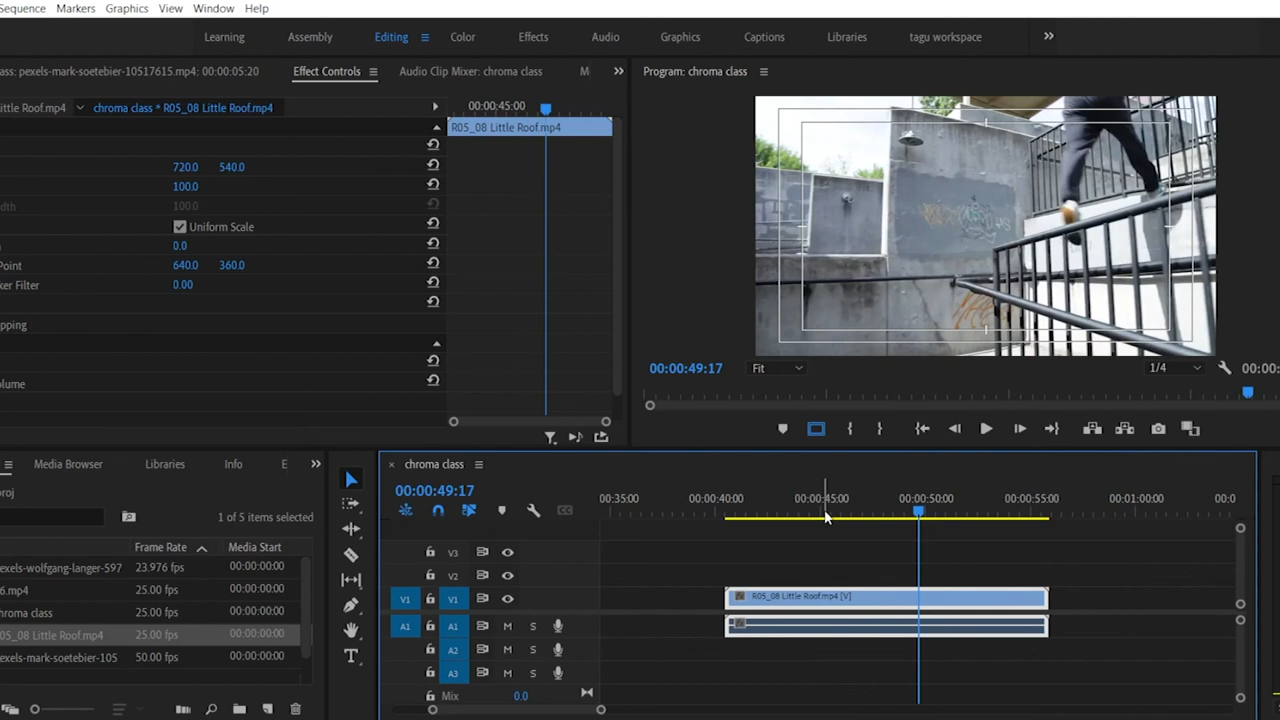 Sequence Markers Graphics View Window Help
Learning Assembly Editing Color Effects Audio Graphics Captions Libraries tagu workspace
ass: pexels-mark-soetebier-10517615.mp4: 00:00:05:20 Effect Controls Audio Clip Mixer: chroma class M Program: chroma class
ittle Roof.mp4 chroma class * R05_08 Little Roof.mp4 00:00:45:00
R05_08 Little Roof.mp4
720.0 540.0
100.0
idth 100.0
Uniform Scale
n 0.0
Point 640.0 360.0
ker Filter 0.00
pping
olume
00:00:49:17 Fit 1/4 00:00:
Media Browser Libraries Info E chroma class
roj 00:00:49:17
00:35:00 00:00:40:00 00:00:45:00 00:00:50:00 00:00:55:00 00:01:00:00 00:0
1 of 5 items selected
Frame Rate Media Start
exels-wolfgang-langer-597 23.976 fps 00:00:00:00
6.mp4 25.00 fps 00:00:00:00
hroma class 25.00 fps 00:00:00:00
05_08 Little Roof.mp4 25.00 fps 00:00:00:00
exels-mark-soetebier-105 50.00 fps 00:00:00:00
V3
V2
V1 V1 R05_08 Little Roof.mp4 [V]
A1 A1 M S
A2 M S
A3 M S
Mix 0.0